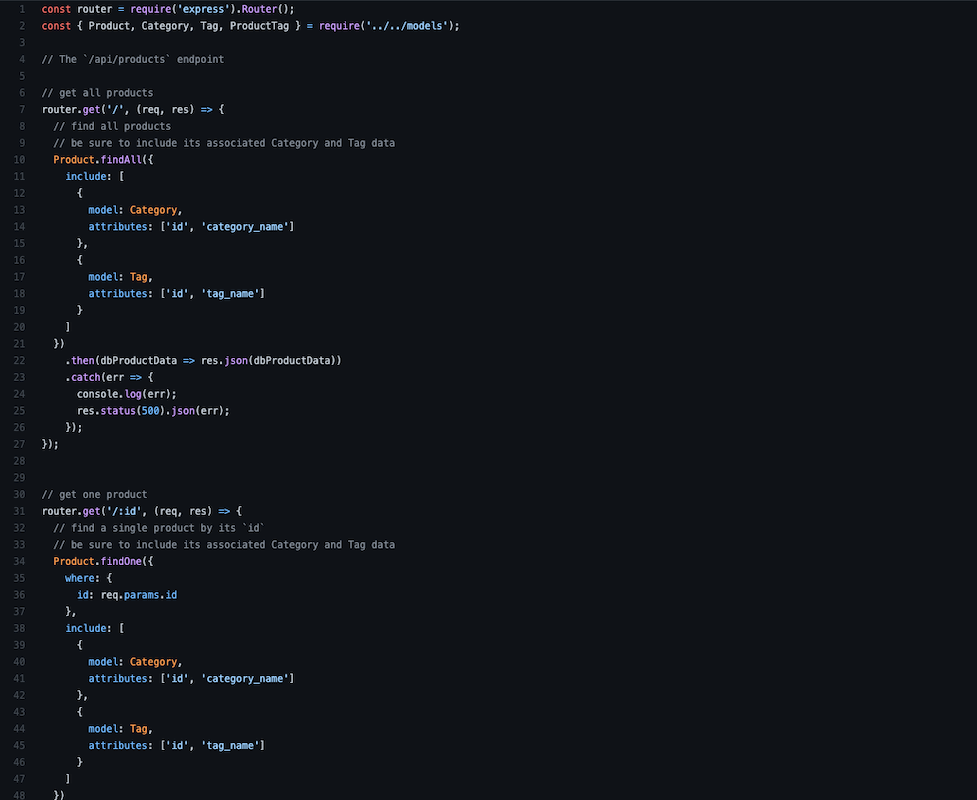 1 const router = require('express').Router();
2 const { Product, Category, Tag, ProductTag } = require('../../models');
3
4 // The `/api/products` endpoint
5
6 // get all products
7 router.get('/', (req, res) => {
8   // find all products
9   // be sure to include its associated Category and Tag data
10   Product.findAll({
11     include: [
12       {
13         model: Category,
14         attributes: ['id', 'category_name']
15       },
16       {
17         model: Tag,
18         attributes: ['id', 'tag_name']
19       }
20     ]
21   })
22     .then(dbProductData => res.json(dbProductData))
23     .catch(err => {
24       console.log(err);
25       res.status(500).json(err);
26     });
27 });
28
29
30 // get one product
31 router.get('/:id', (req, res) => {
32   // find a single product by its `id`
33   // be sure to include its associated Category and Tag data
34   Product.findOne({
35     where: {
36       id: req.params.id
37     },
38     include: [
39       {
40         model: Category,
41         attributes: ['id', 'category_name']
42       },
43       {
44         model: Tag,
45         attributes: ['id', 'tag_name']
46       }
47     ]
48   })